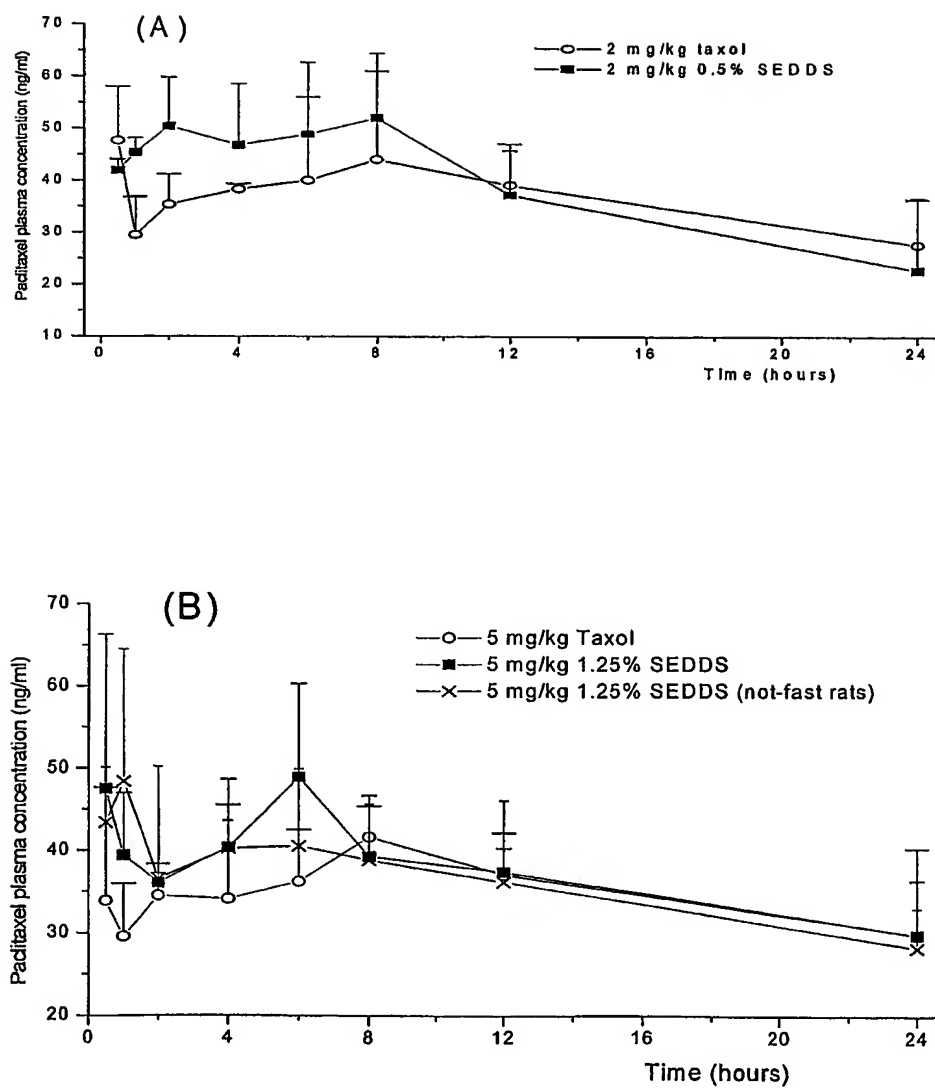 (A)
70
60
50
40
30
20
10
Paclitaxel plasma concentration (ng/ml)
2 mg/kg taxol
2 mg/kg 0.5% SEDDS
0 4 8 12 16 20 24
Time (hours)
(B)
70
60
50
40
30
20
Paclitaxel plasma concentration (ng/ml)
5 mg/kg Taxol
5 mg/kg 1.25% SEDDS
5 mg/kg 1.25% SEDDS (not-fast rats)
0 4 8 12 16 20 24
Time (hours)